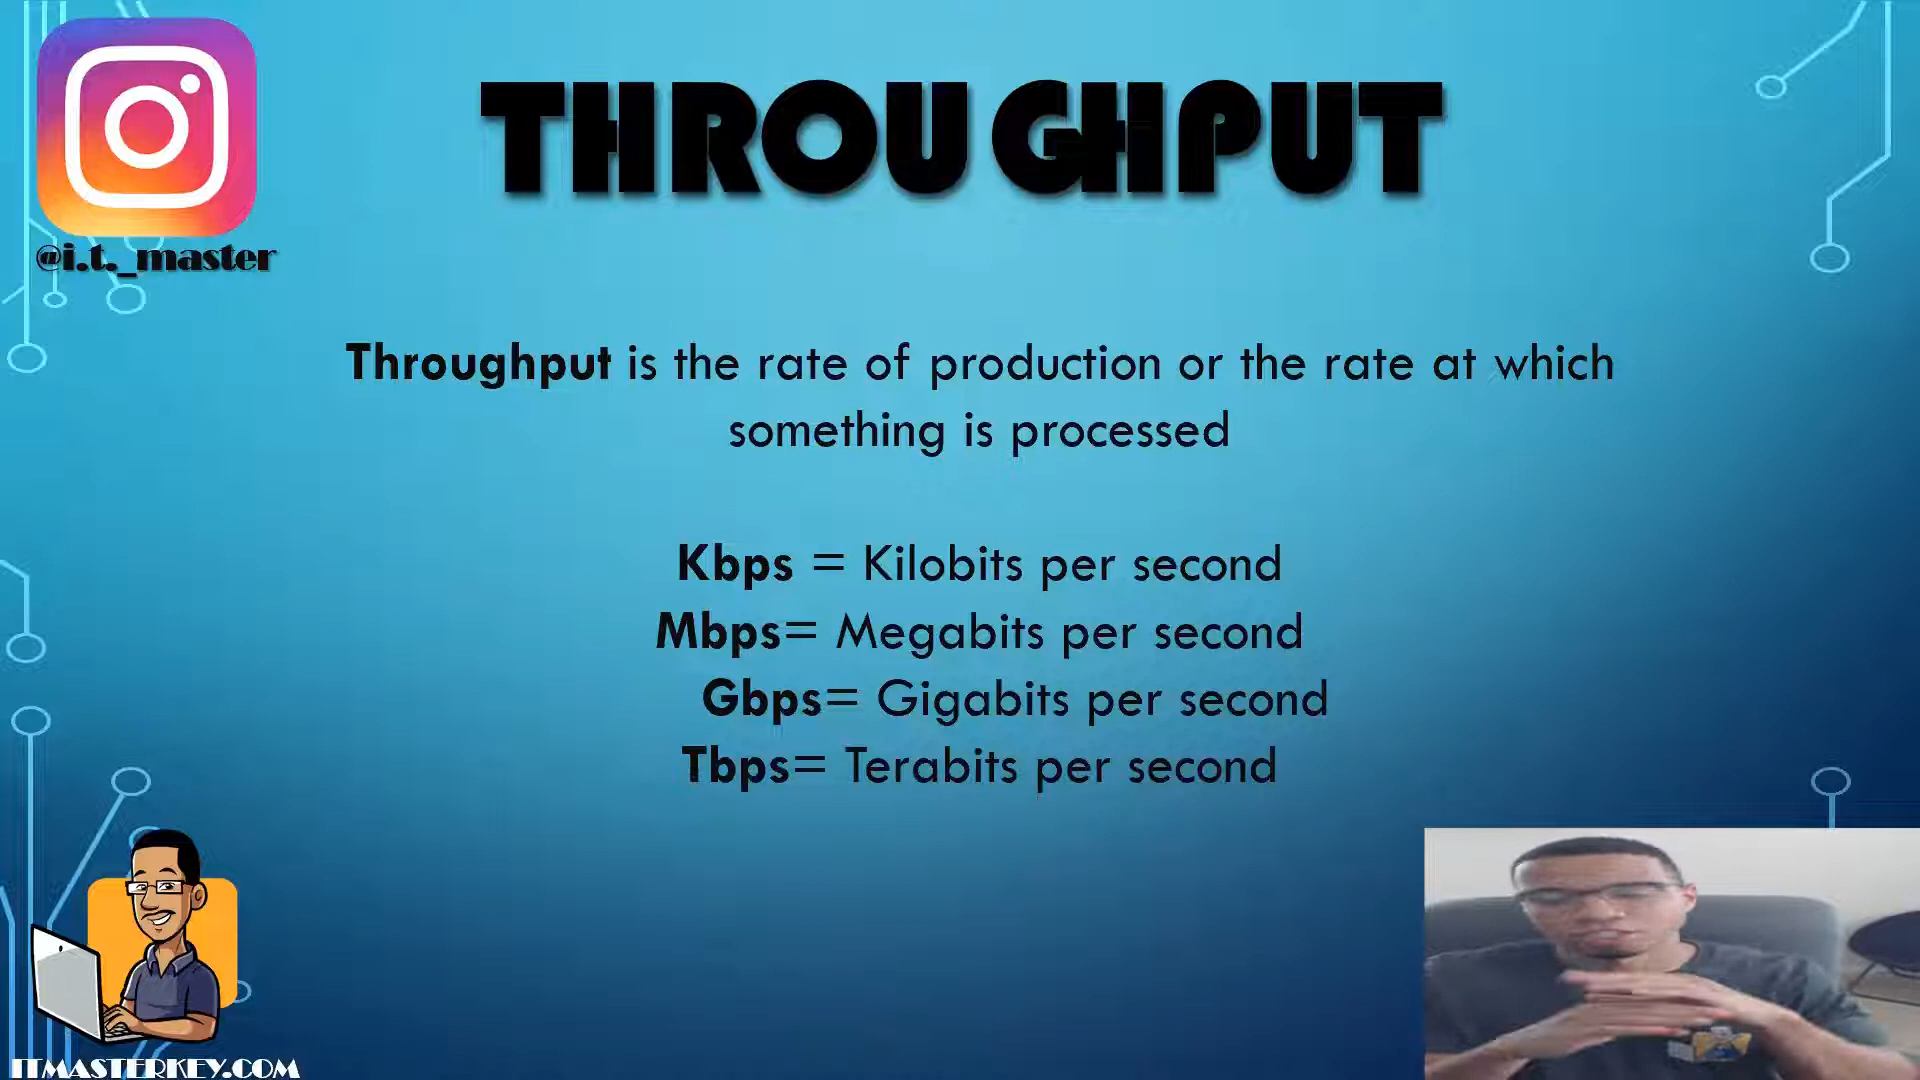 THROUGHPUT
@i.t._master
Throughput is the rate of production or the rate at which
something is processed
Kbps = Kilobits per second
Mbps= Megabits per second
Gbps= Gigabits per second
Tbps= Terabits per second
ITMASTERKEY.COM